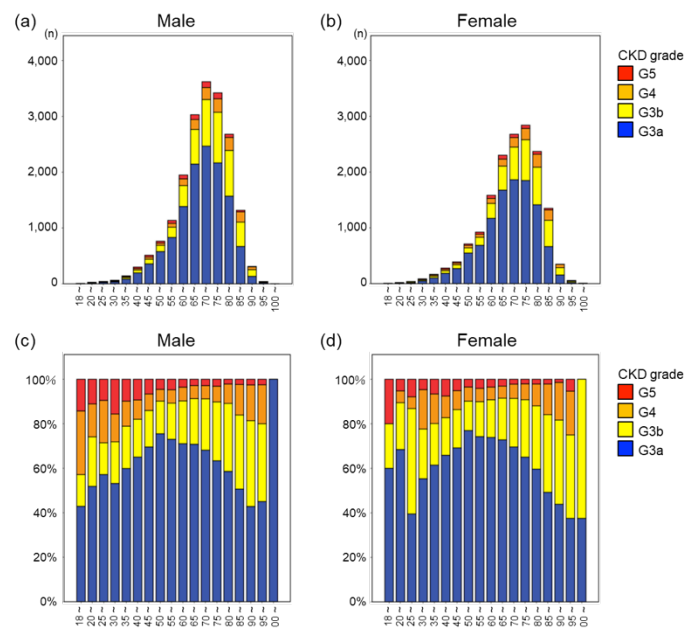 (a) Male
(n)
4,000
3,000
2,000
1,000
0
18~ 20~ 25~ 30~ 35~ 40~ 45~ 50~ 55~ 60~ 65~ 70~ 75~ 80~ 85~ 90~ 95~ 100~
(b) Female
(n)
4,000
3,000
2,000
1,000
0
18~ 20~ 25~ 30~ 35~ 40~ 45~ 50~ 55~ 60~ 65~ 70~ 75~ 80~ 85~ 90~ 95~ 100~
CKD grade
G5
G4
G3b
G3a
(c) Male
100%
80%
60%
40%
20%
0%
18~ 20~ 25~ 30~ 35~ 40~ 45~ 50~ 55~ 60~ 65~ 70~ 75~ 80~ 85~ 90~ 95~ 00~
(d) Female
100%
80%
60%
40%
20%
0%
18~ 20~ 25~ 30~ 35~ 40~ 45~ 50~ 55~ 60~ 65~ 70~ 75~ 80~ 85~ 90~ 95~ 00~
CKD grade
G5
G4
G3b
G3a